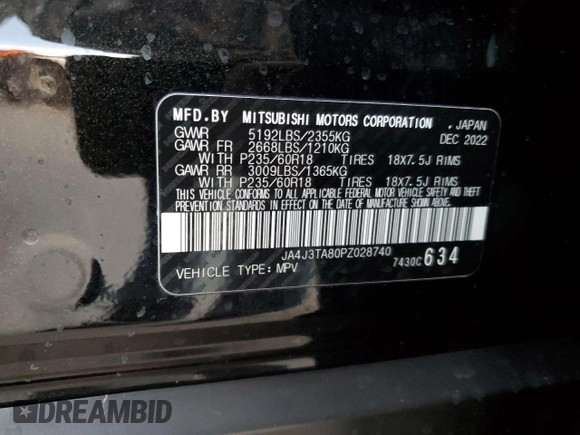 MFD.BY MITSUBISHI MOTORS CORPORATION , JAPAN
GVWR 5192LBS/2355KG DEC 2022
GAWR FR 2668LBS/1210KG
WITH P235/60R18 TIRES 18X7.5J RIMS
GAWR RR 3009LBS/1365KG
WITH P235/60R18 TIRES 18X7.5J RIMS
THIS VEHICLE CONFORMS TO ALL APPLICABLE FEDERAL MOTOR VEHICLE SAFETY AND THEFT
PREVENTION STANDARDS IN EFFECT ON THE DATE OF MANUFACTURE SHOWN ABOVE.
JA4J3TA80PZ028740
VEHICLE TYPE: MPV 7430C 634
DREAMBID